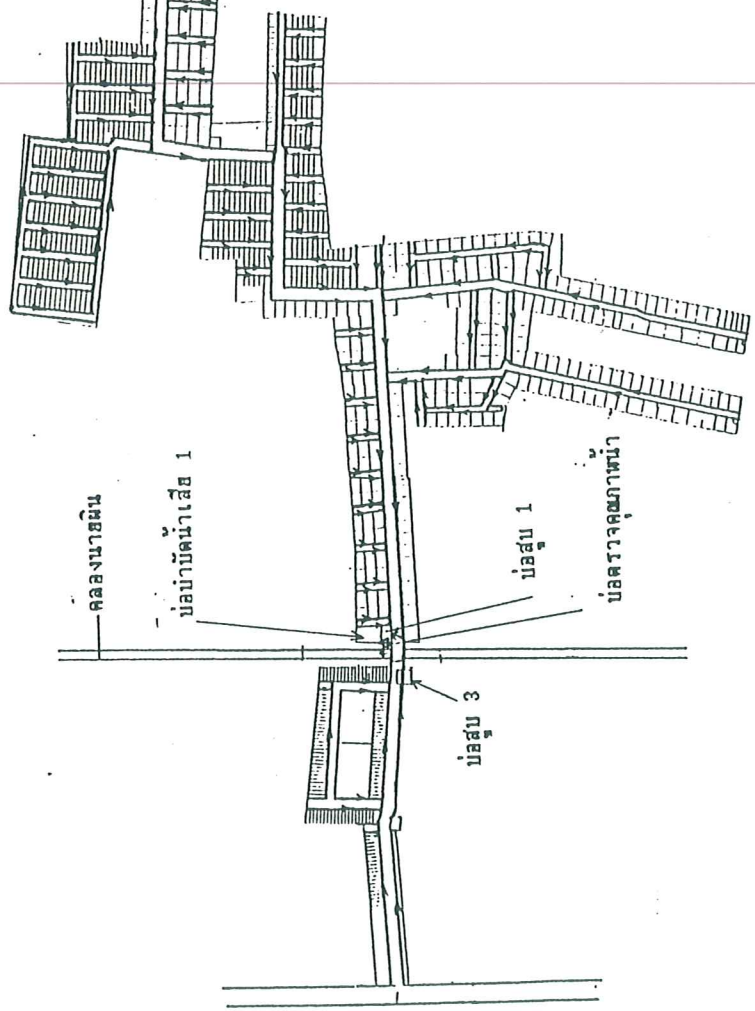 คลองนายผิน
บ่อบำบัดน้ำเสีย 1
บ่อสูบ 1
บ่อตรวจคุณภาพน้ำ
บ่อสูบ 3